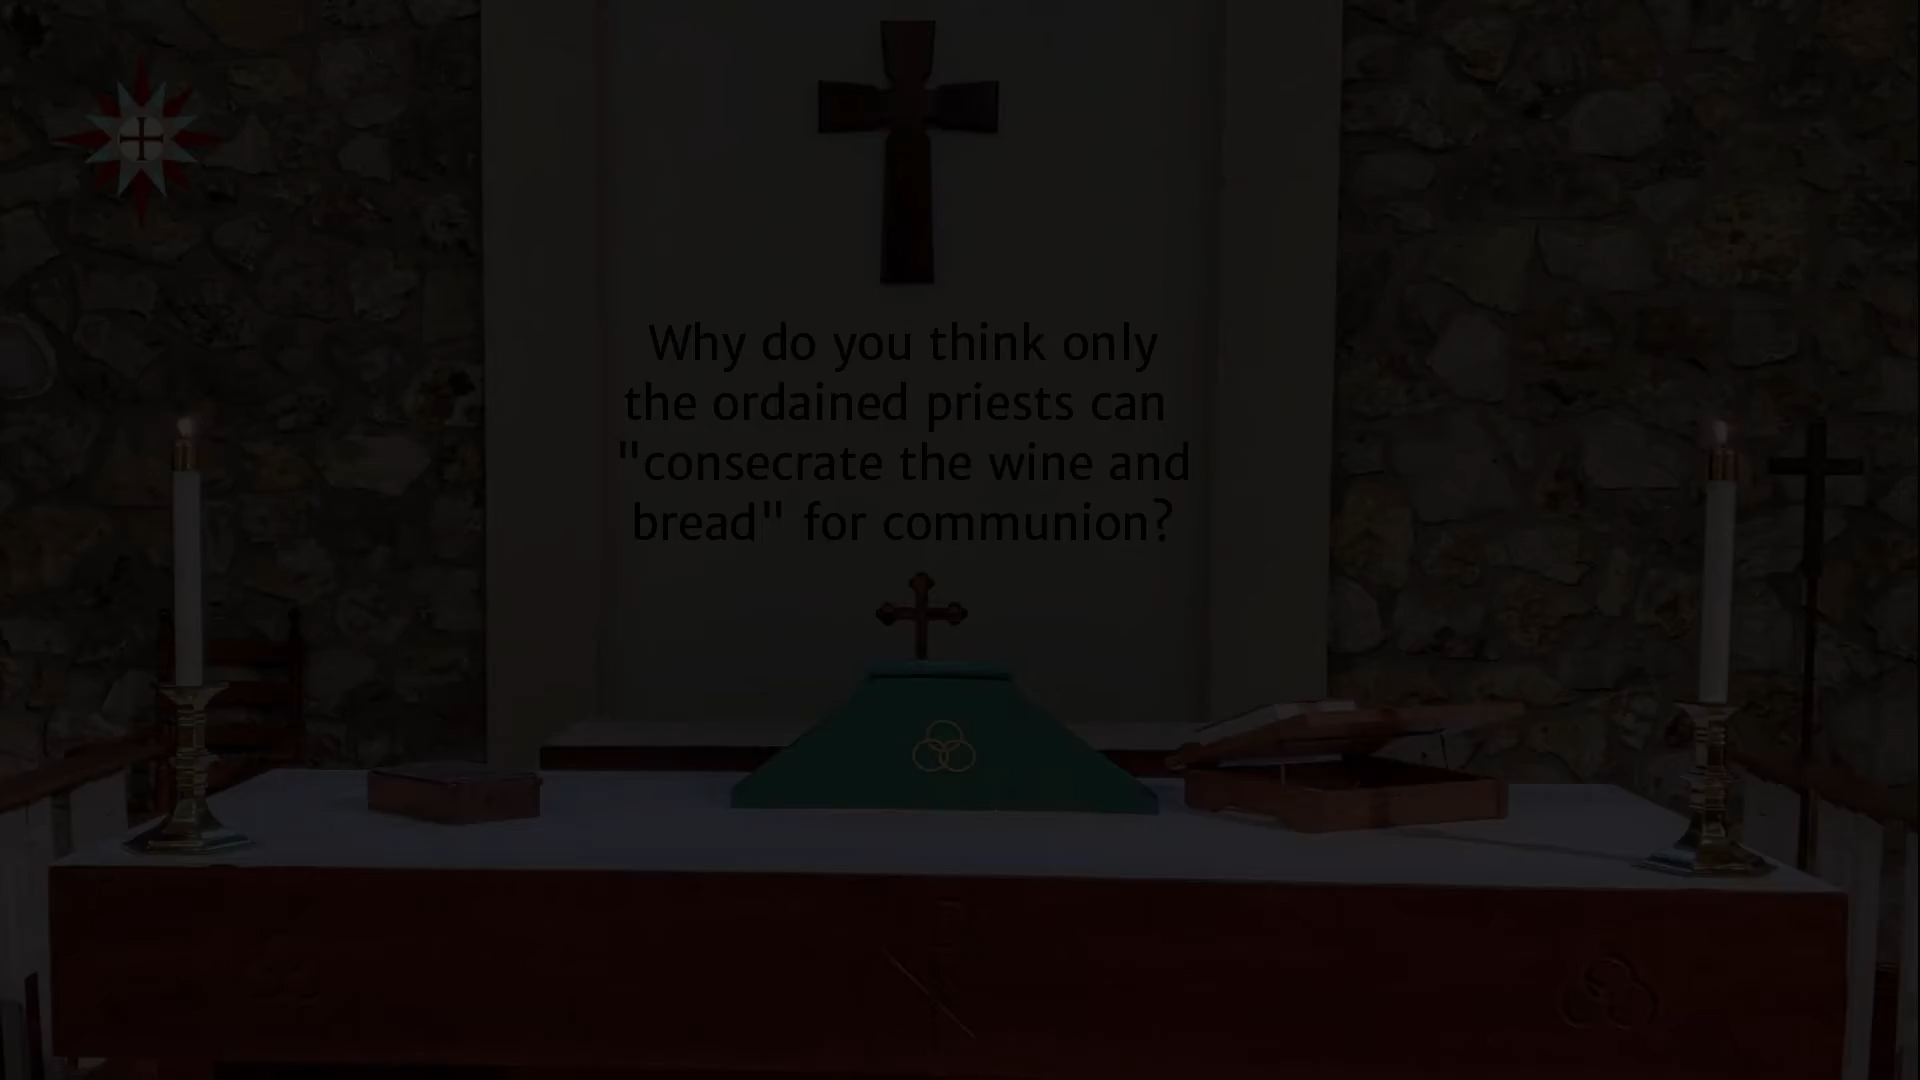 Why do you think only
the ordained priests can
"consecrate the wine and
bread" for communion?